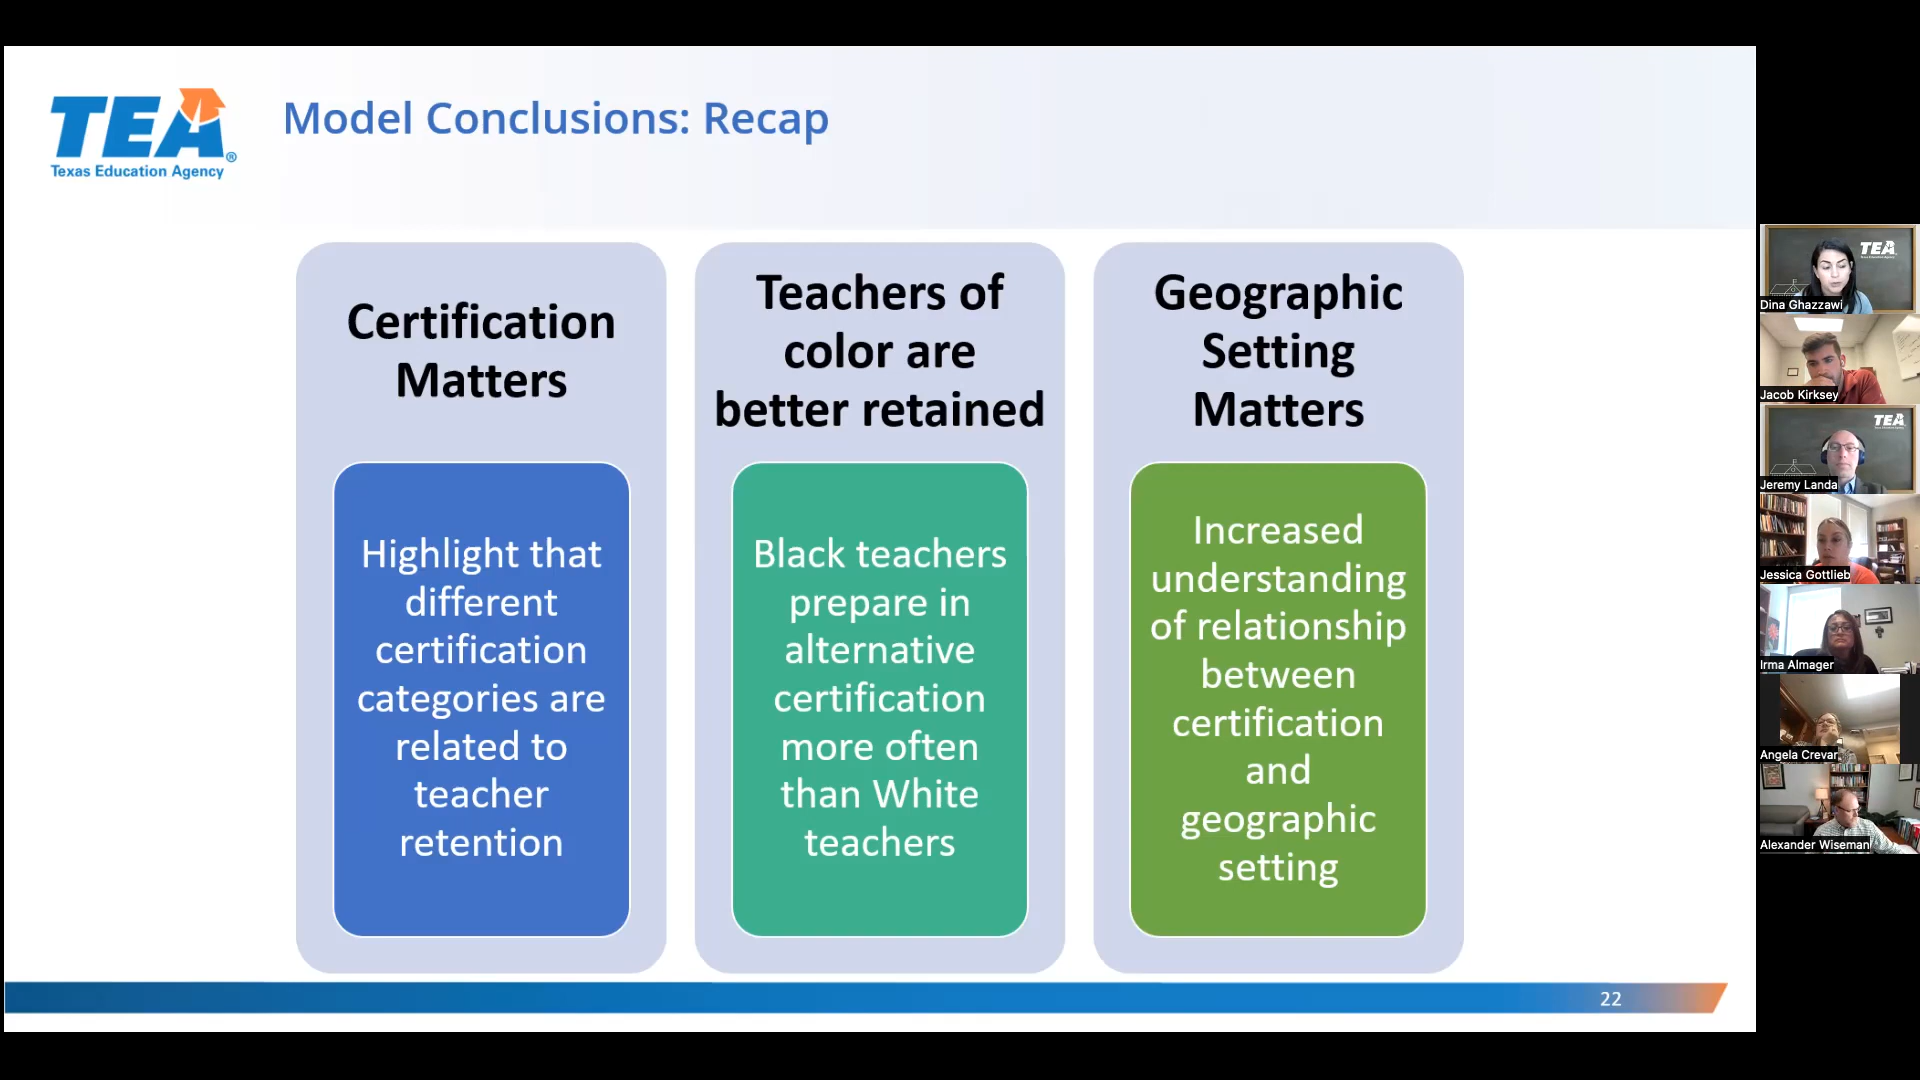 TEA
®
Texas Education Agency
Model Conclusions: Recap
Certification
Matters
Highlight that
different
certification
categories are
related to
teacher
retention
Teachers of
color are
better retained
Black teachers
prepare in
alternative
certification
more often
than White
teachers
Geographic
Setting
Matters
Increased
understanding
of relationship
between
certification
and
geographic
setting
22
TEA
Dina Ghazzawi
Jacob Kirksey
TEA
Jeremy Landa
Jessica Gottlieb
Irma Almager
Angela Crevar
Alexander Wiseman